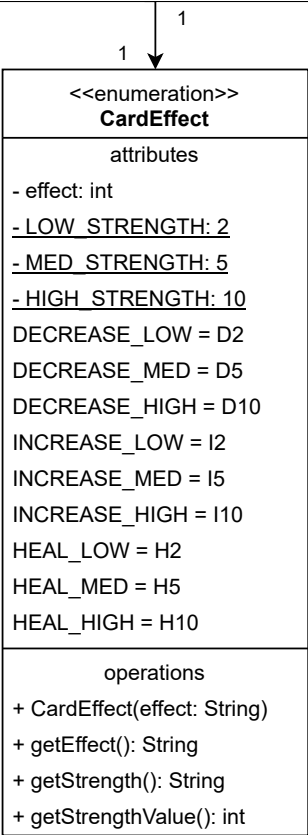 1
1
<<enumeration>>
CardEffect
attributes
- effect: int
- LOW_STRENGTH: 2
- MED_STRENGTH: 5
- HIGH_STRENGTH: 10
DECREASE_LOW = D2
DECREASE_MED = D5
DECREASE_HIGH = D10
INCREASE_LOW = I2
INCREASE_MED = I5
INCREASE_HIGH = I10
HEAL_LOW = H2
HEAL_MED = H5
HEAL_HIGH = H10
operations
+ CardEffect(effect: String)
+ getEffect(): String
+ getStrength(): String
+ getStrengthValue(): int